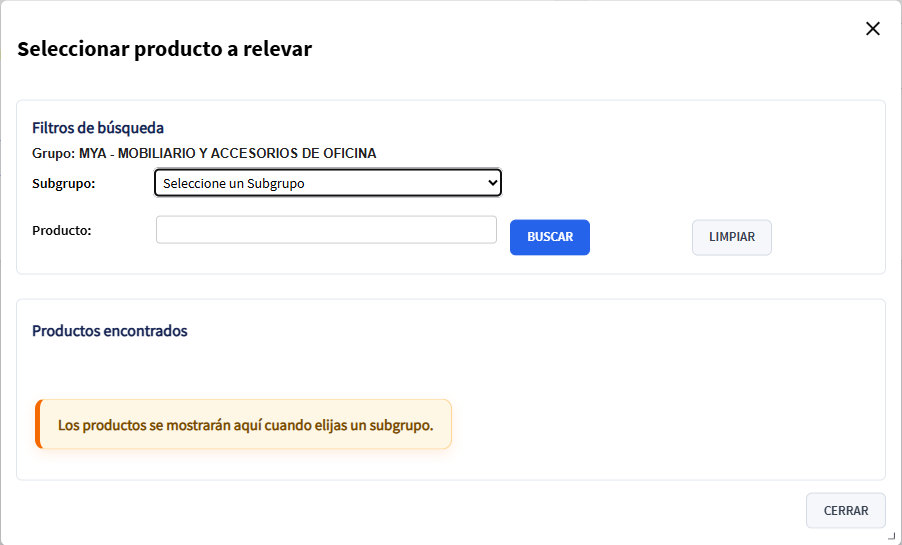 Seleccionar producto a relevar
Filtros de búsqueda
Grupo: MYA - MOBILIARIO Y ACCESORIOS DE OFICINA
Subgrupo: Seleccione un Subgrupo
Producto: BUSCAR LIMPIAR
Productos encontrados
Los productos se mostrarán aquí cuando elijas un subgrupo.
CERRAR